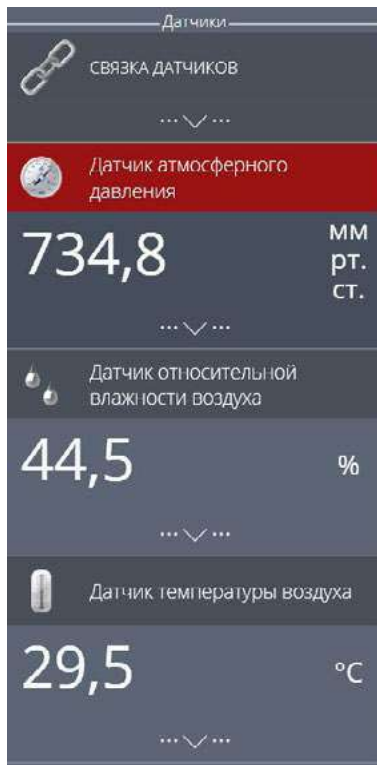 Датчики
СВЯЗКА ДАТЧИКОВ
Датчик атмосферного
давления
734,8
мм
рт.
ст.
Датчик относительной
влажности воздуха
44,5
%
Датчик температуры воздуха
29,5
°C